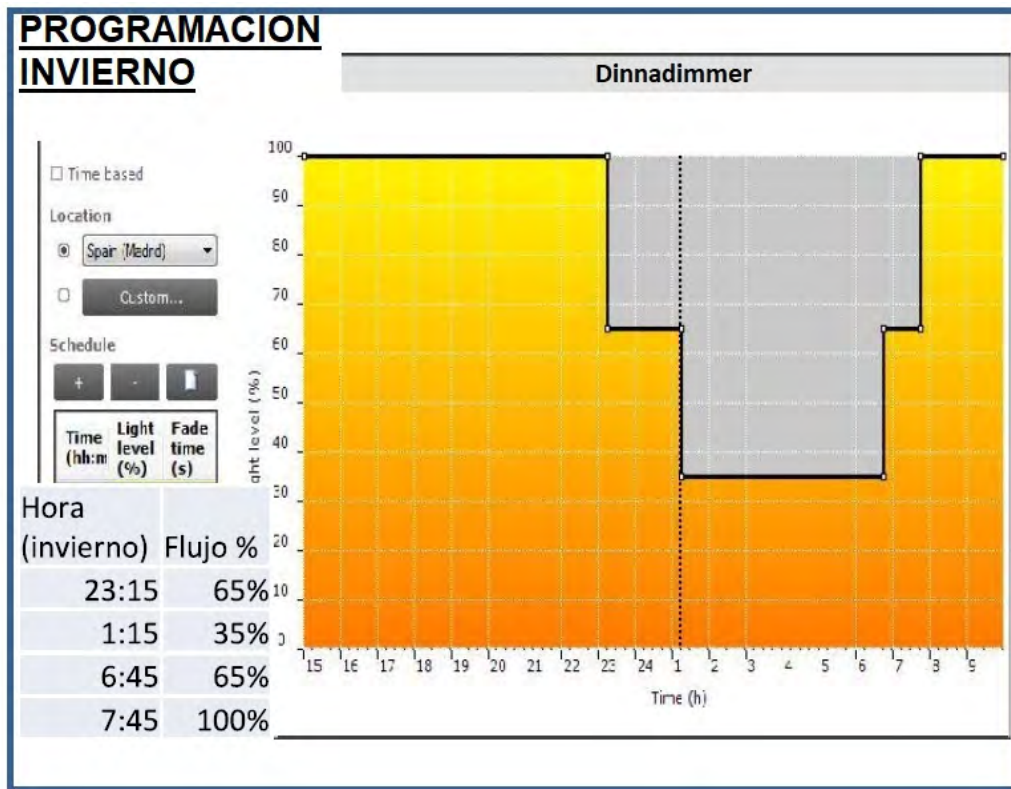 PROGRAMACION
INVIERNO
Dinnadimmer
Time based
Location
Spain (Madrid)
Custom...
Schedule
+ -
Time Light Fade
(hh:m level time
(%) (s)
Hora
(invierno) Flujo %
23:15 65%
1:15 35%
6:45 65%
7:45 100%
100
90
80
70
60
50
40
30
20
10
0
ght level (%)
15 16 17 18 19 20 21 22 23 24 1 2 3 4 5 6 7 8 9
Time (h)